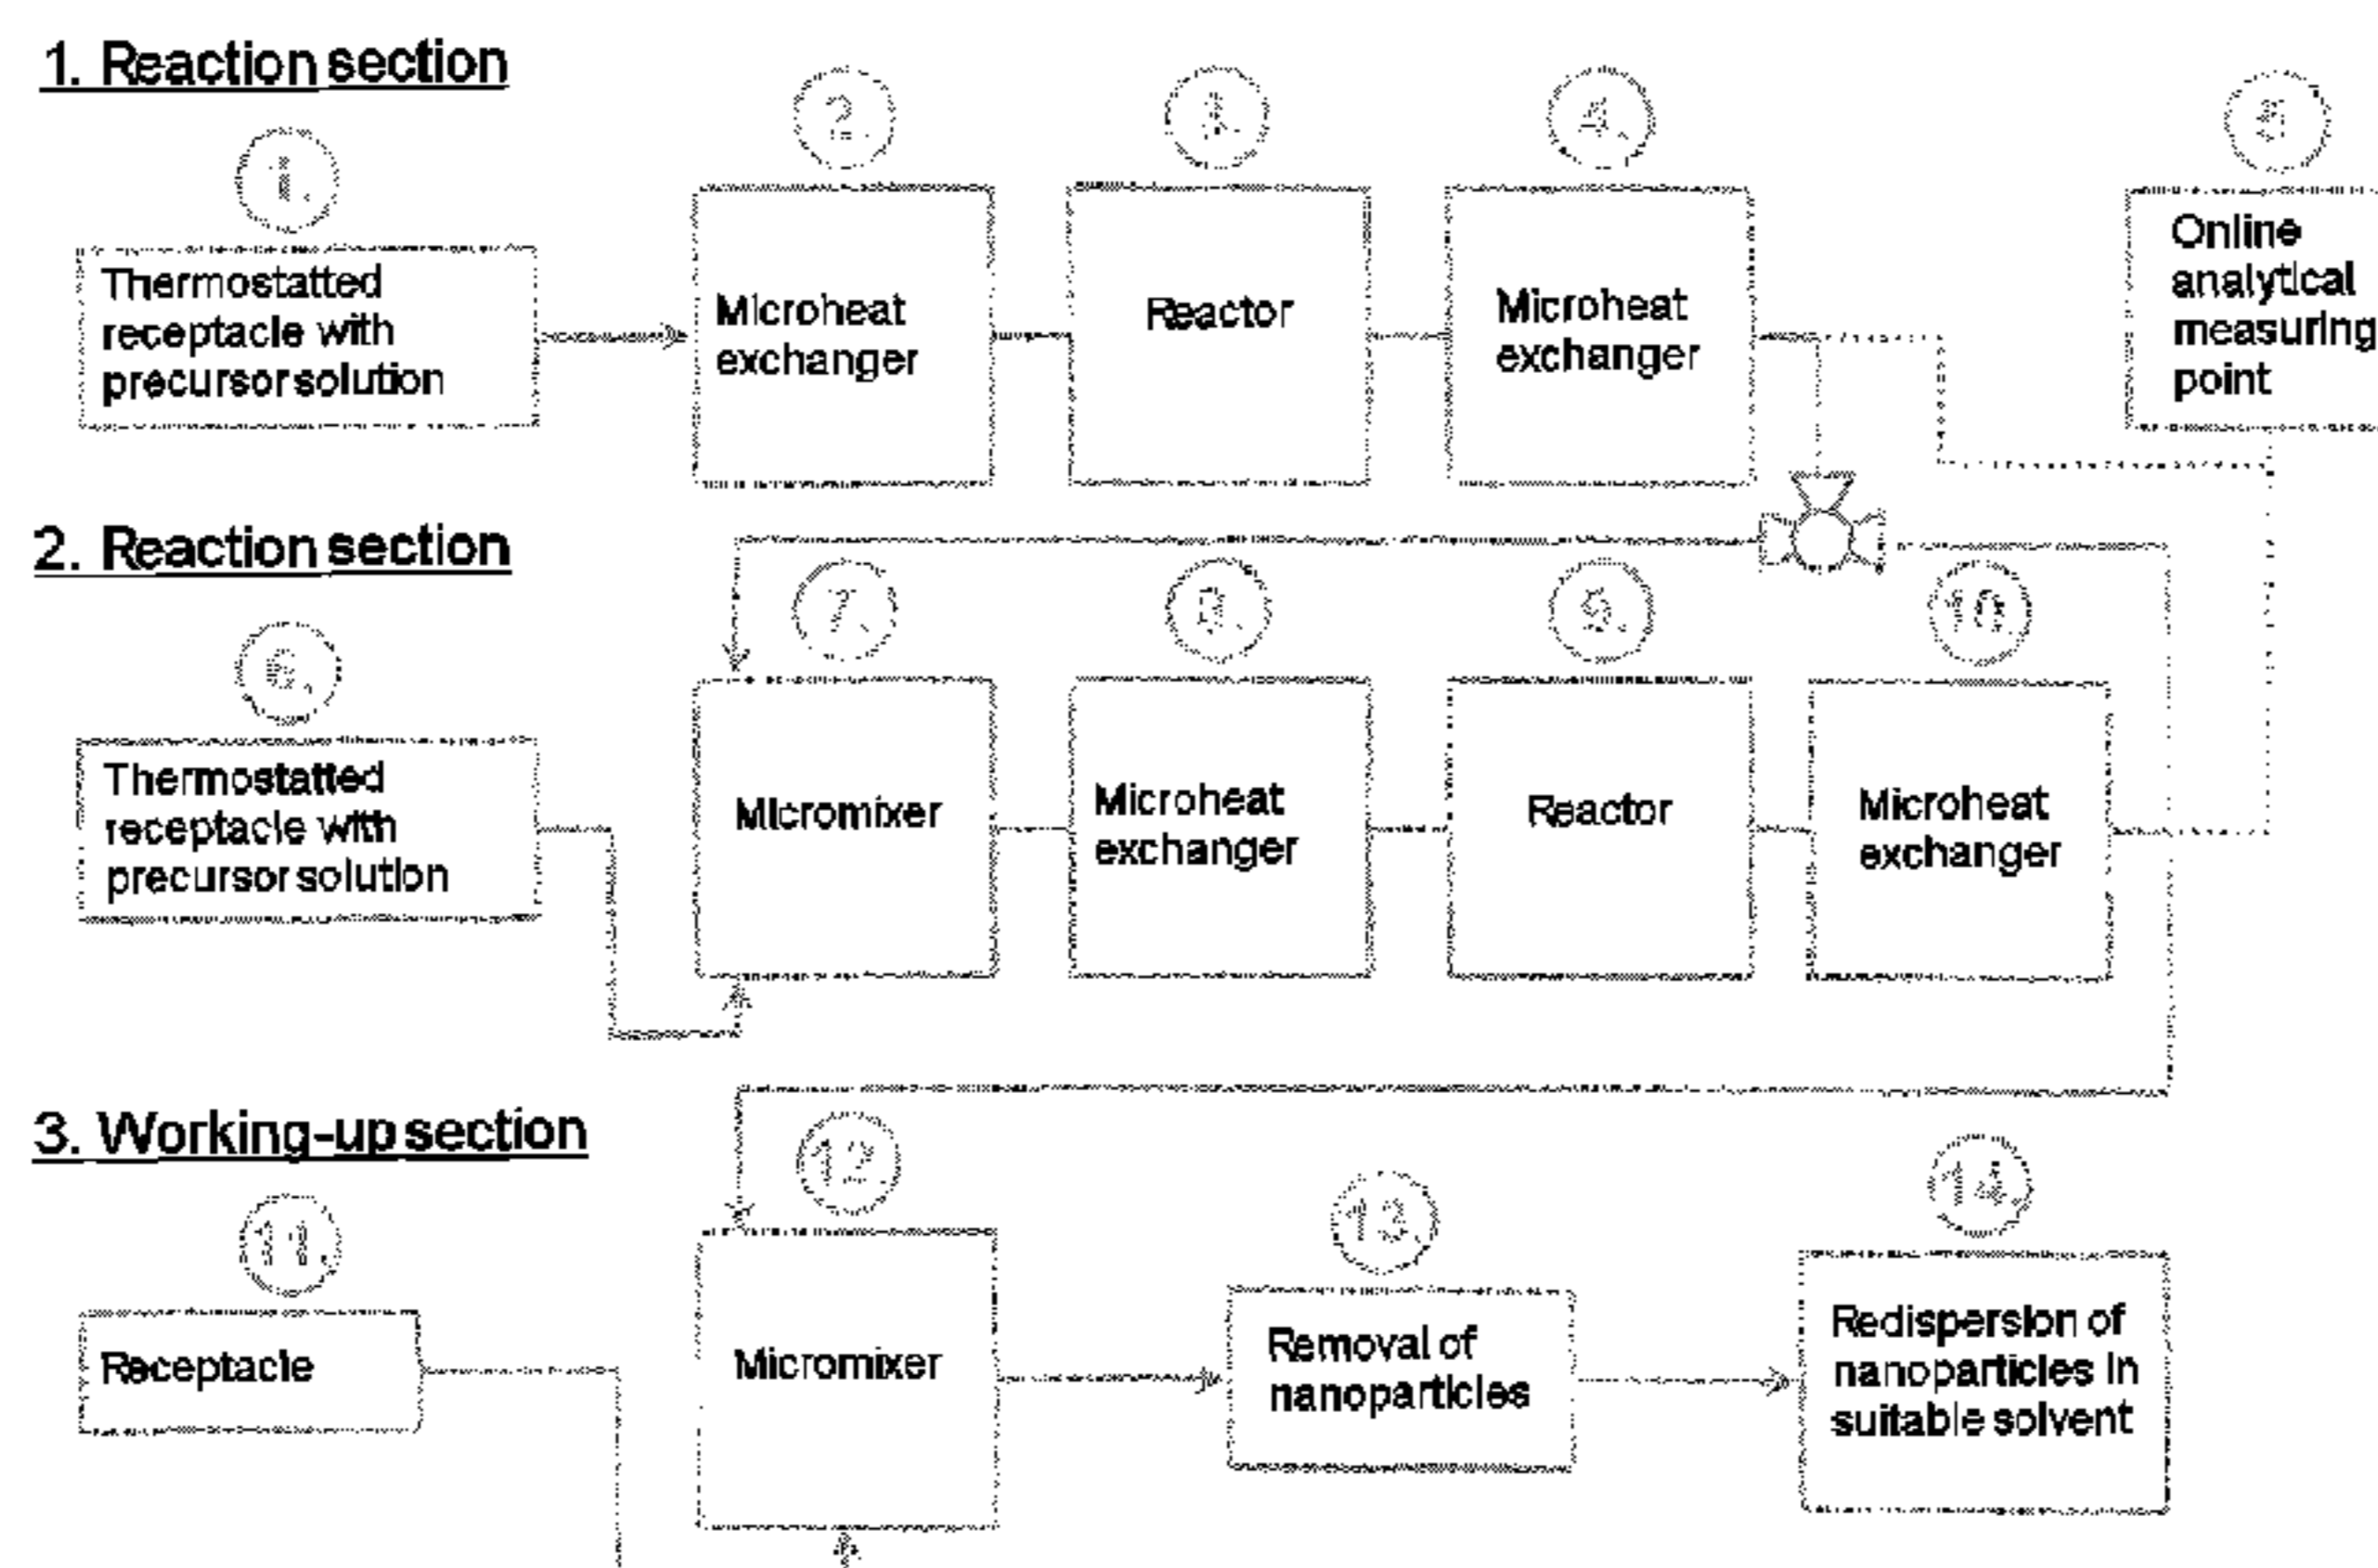 1. Reaction section
1.
2.
3.
4.
5
Thermostatted
receptacle with
precursor solution
Microheat
exchanger
Reactor
Microheat
exchanger
Online
analytical
measuring
point
2. Reaction section
6.
7.
8.
9.
10.
Thermostatted
receptacle with
precursor solution
Micromixer
Microheat
exchanger
Reactor
Microheat
exchanger
3. Working-up section
11.
12.
13.
14.
Receptacle
Micromixer
Removal of
nanoparticles
Redispersion of
nanoparticles in
suitable solvent